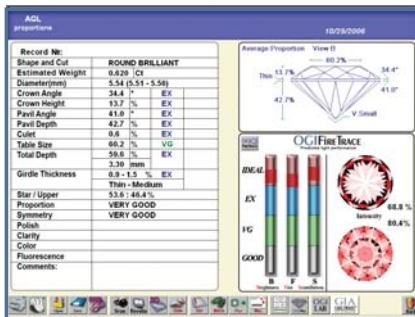 AGL
proportions
10/25/2006
Record №:
Shape and Cut ROUND BRILLIANT
Estimated Weight 0.620 Ct
Diameter(mm) 5.54 (5.51 - 5.56)
Crown Angle 34.4 ° EX
Crown Height 13.7 % EX
Pavil Angle 41.0 ° EX
Pavil Depth 42.7 % EX
Culet 0.6 % EX
Table Size 60.2 % VG
Total Depth 59.6 % EX
3.30 mm
Girdle Thickness 0.9 - 1.5 % EX
Thin - Medium
Star / Upper 53.6 : 46.4%
Proportion VERY GOOD
Symmetry VERY GOOD
Polish
Clarity
Color
Fluorescence
Comments:
Average Proportion View B
60.2%
Thin 13.7% 34.4°
41.0°
42.7%
V.Small
OGI FIRETRACE
Predicted light performance
IDEAL
EX
VG
GOOD
B F S
Intensity
68.8 %
80.4%
OGI
LAB
GIA